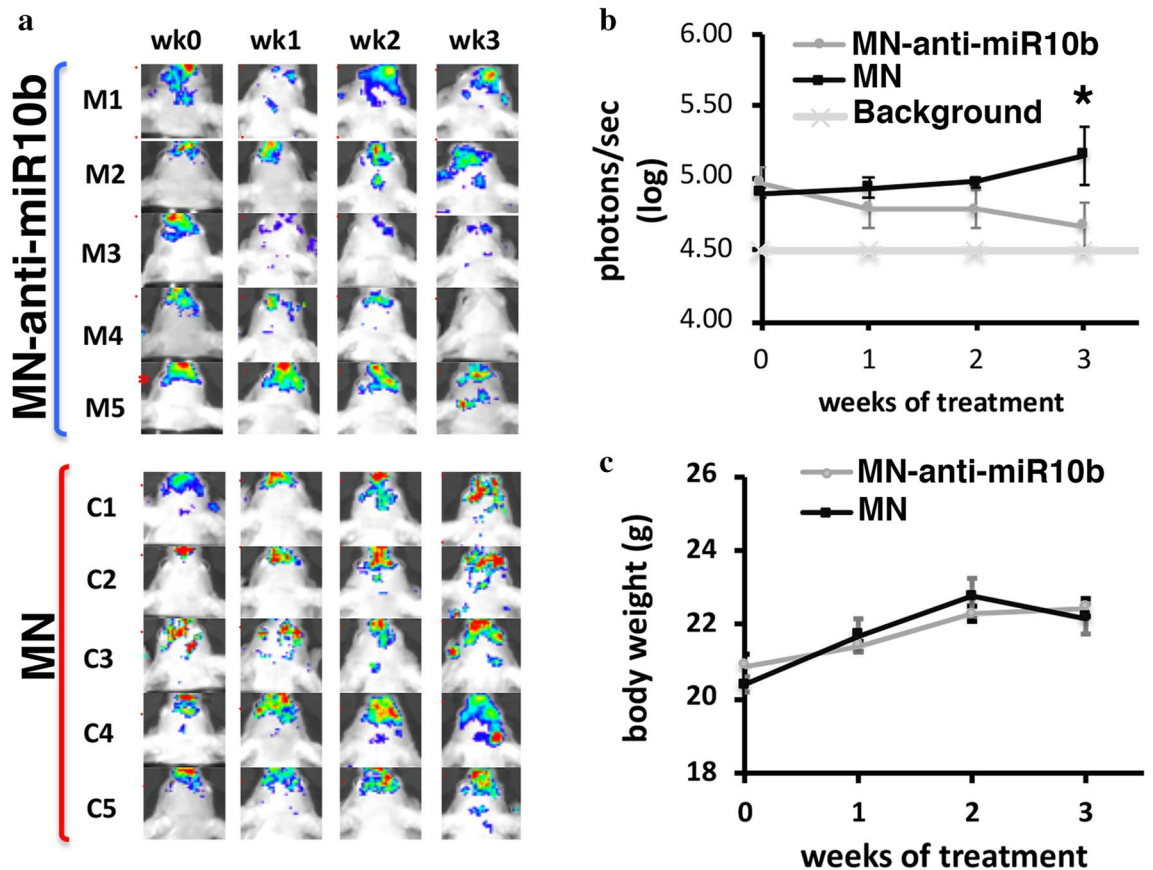 a
wk0 wk1 wk2 wk3
MN-anti-miR10b
M1
M2
M3
M4
M5
MN
C1
C2
C3
C4
C5
b
MN-anti-miR10b
MN
Background
*
photons/sec
(log)
6.00
5.50
5.00
4.50
4.00
0 1 2 3
weeks of treatment
c
MN-anti-miR10b
MN
body weight (g)
26
24
22
20
18
0 1 2 3
weeks of treatment